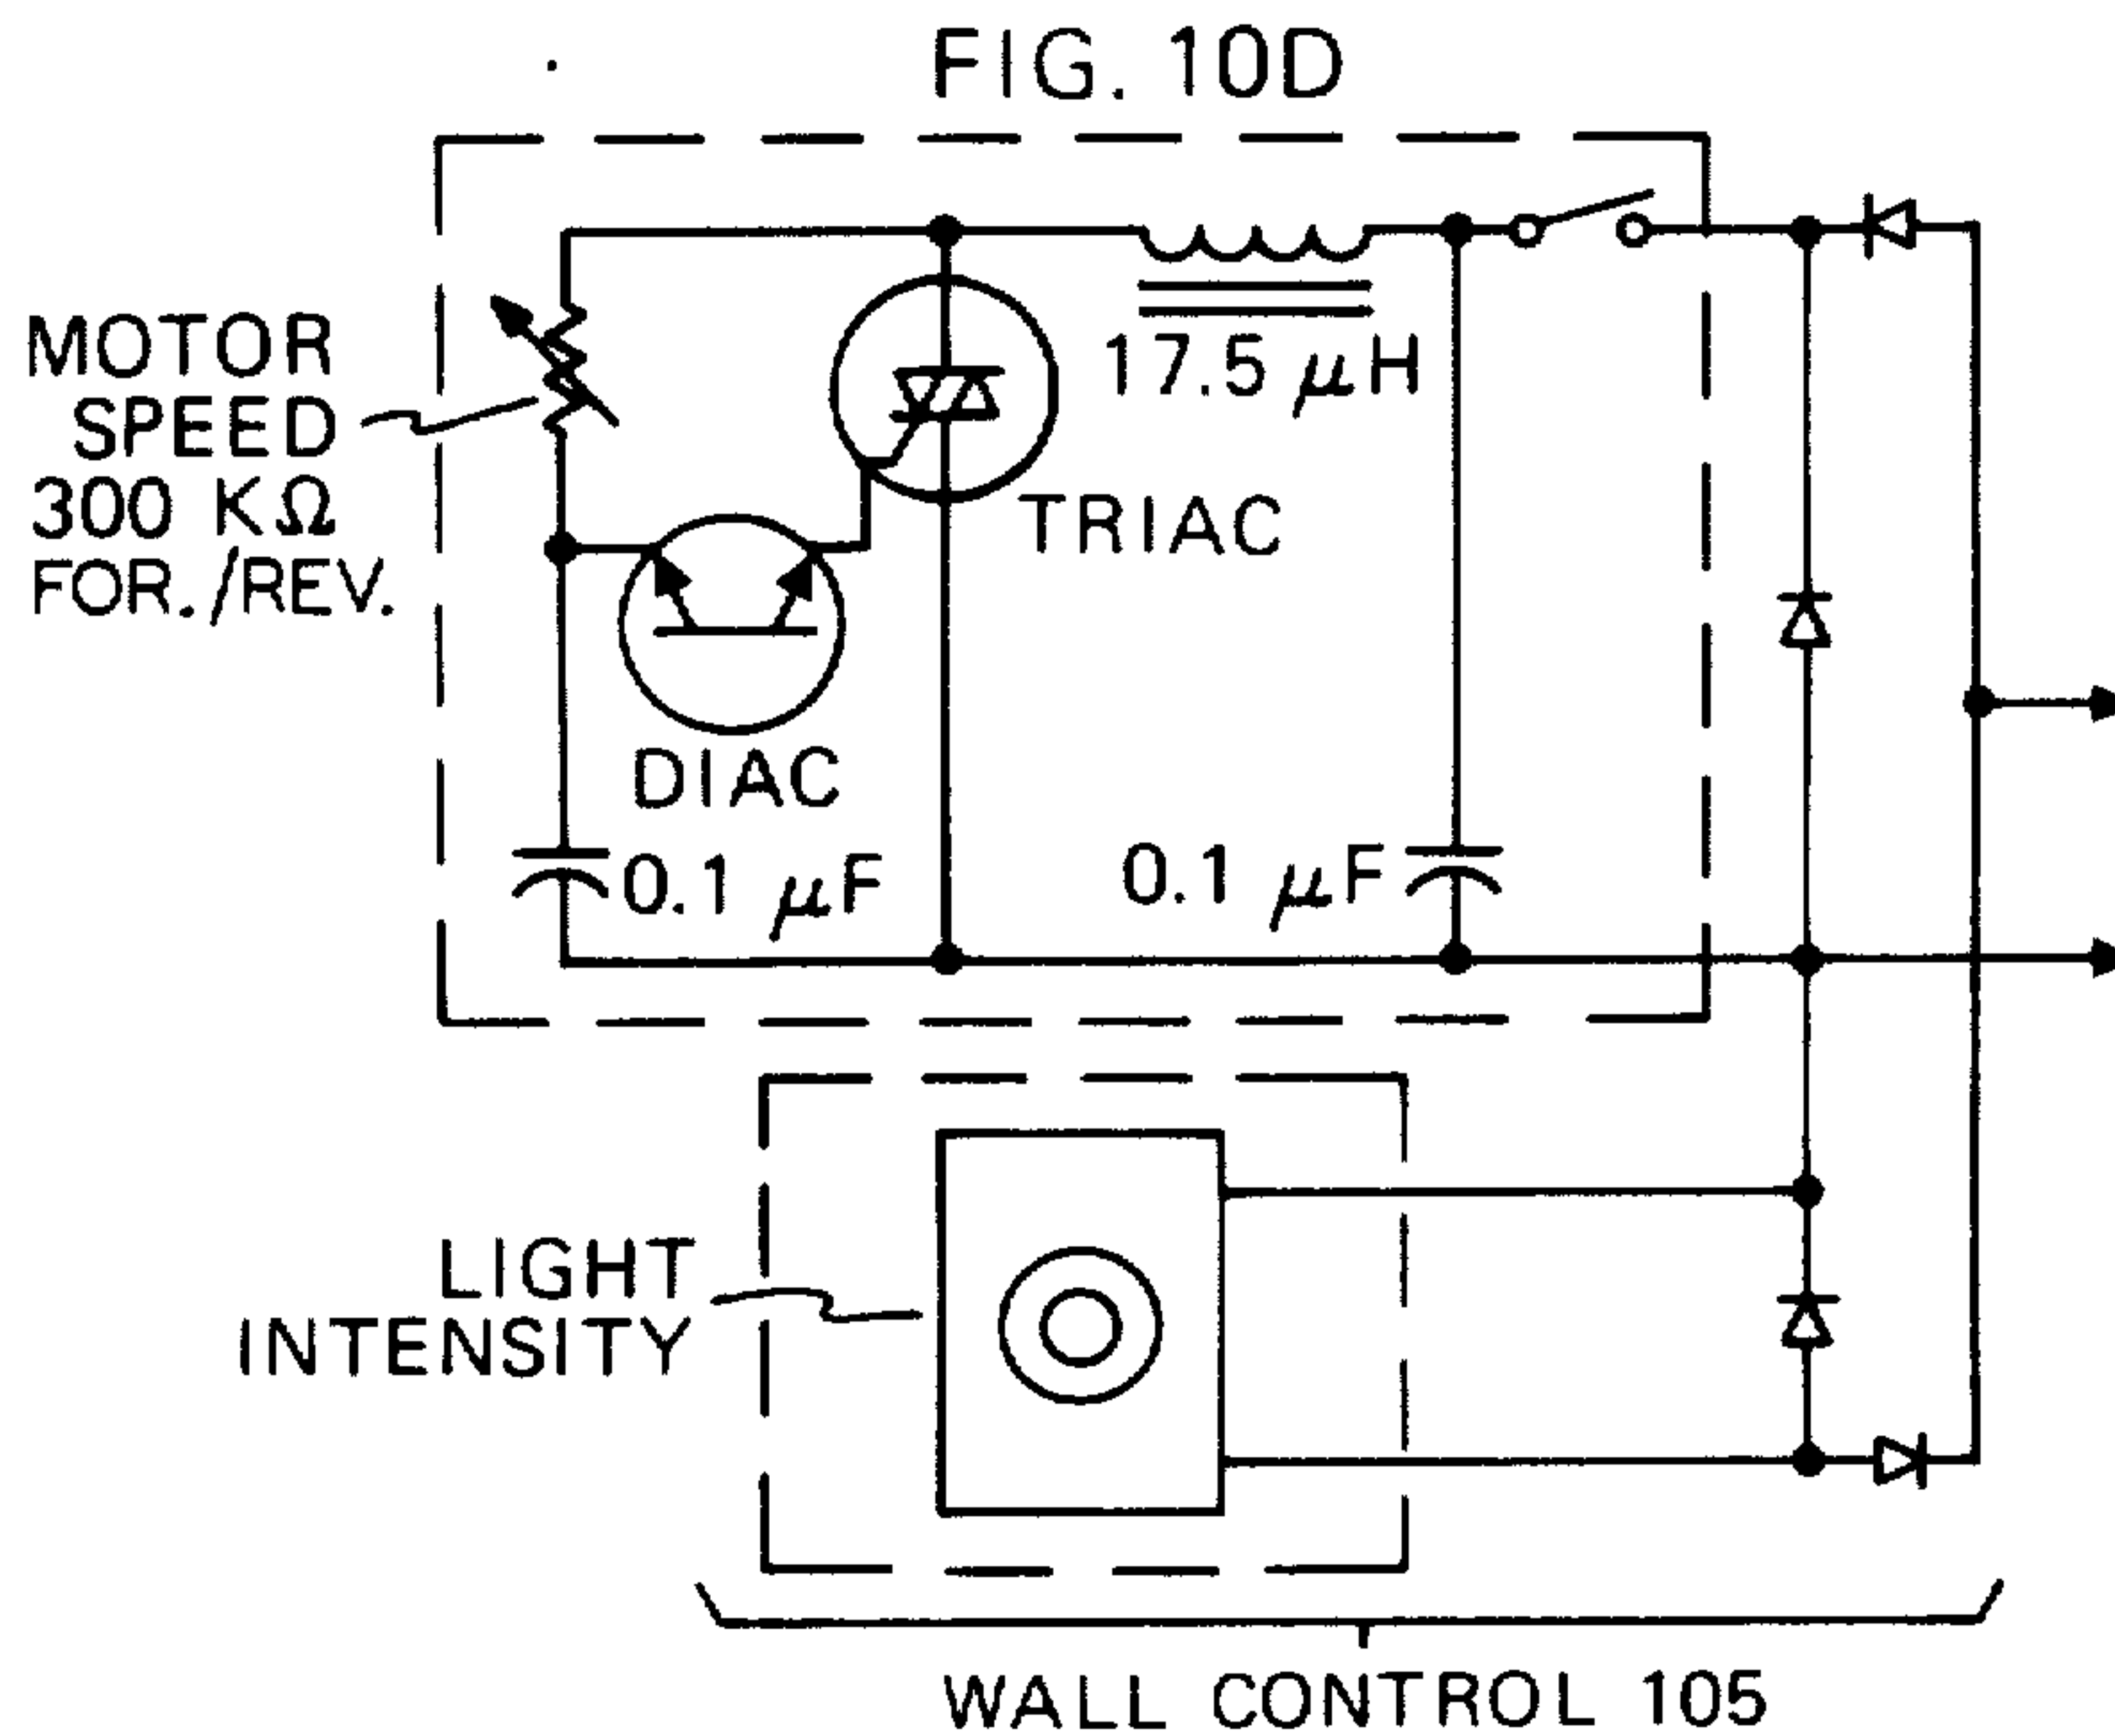 FIG. 10D
MOTOR
SPEED
300 KΩ
FOR./REV.
17.5 μH
TRIAC
DIAC
0.1 μF
0.1 μF
LIGHT
INTENSITY
WALL CONTROL 105